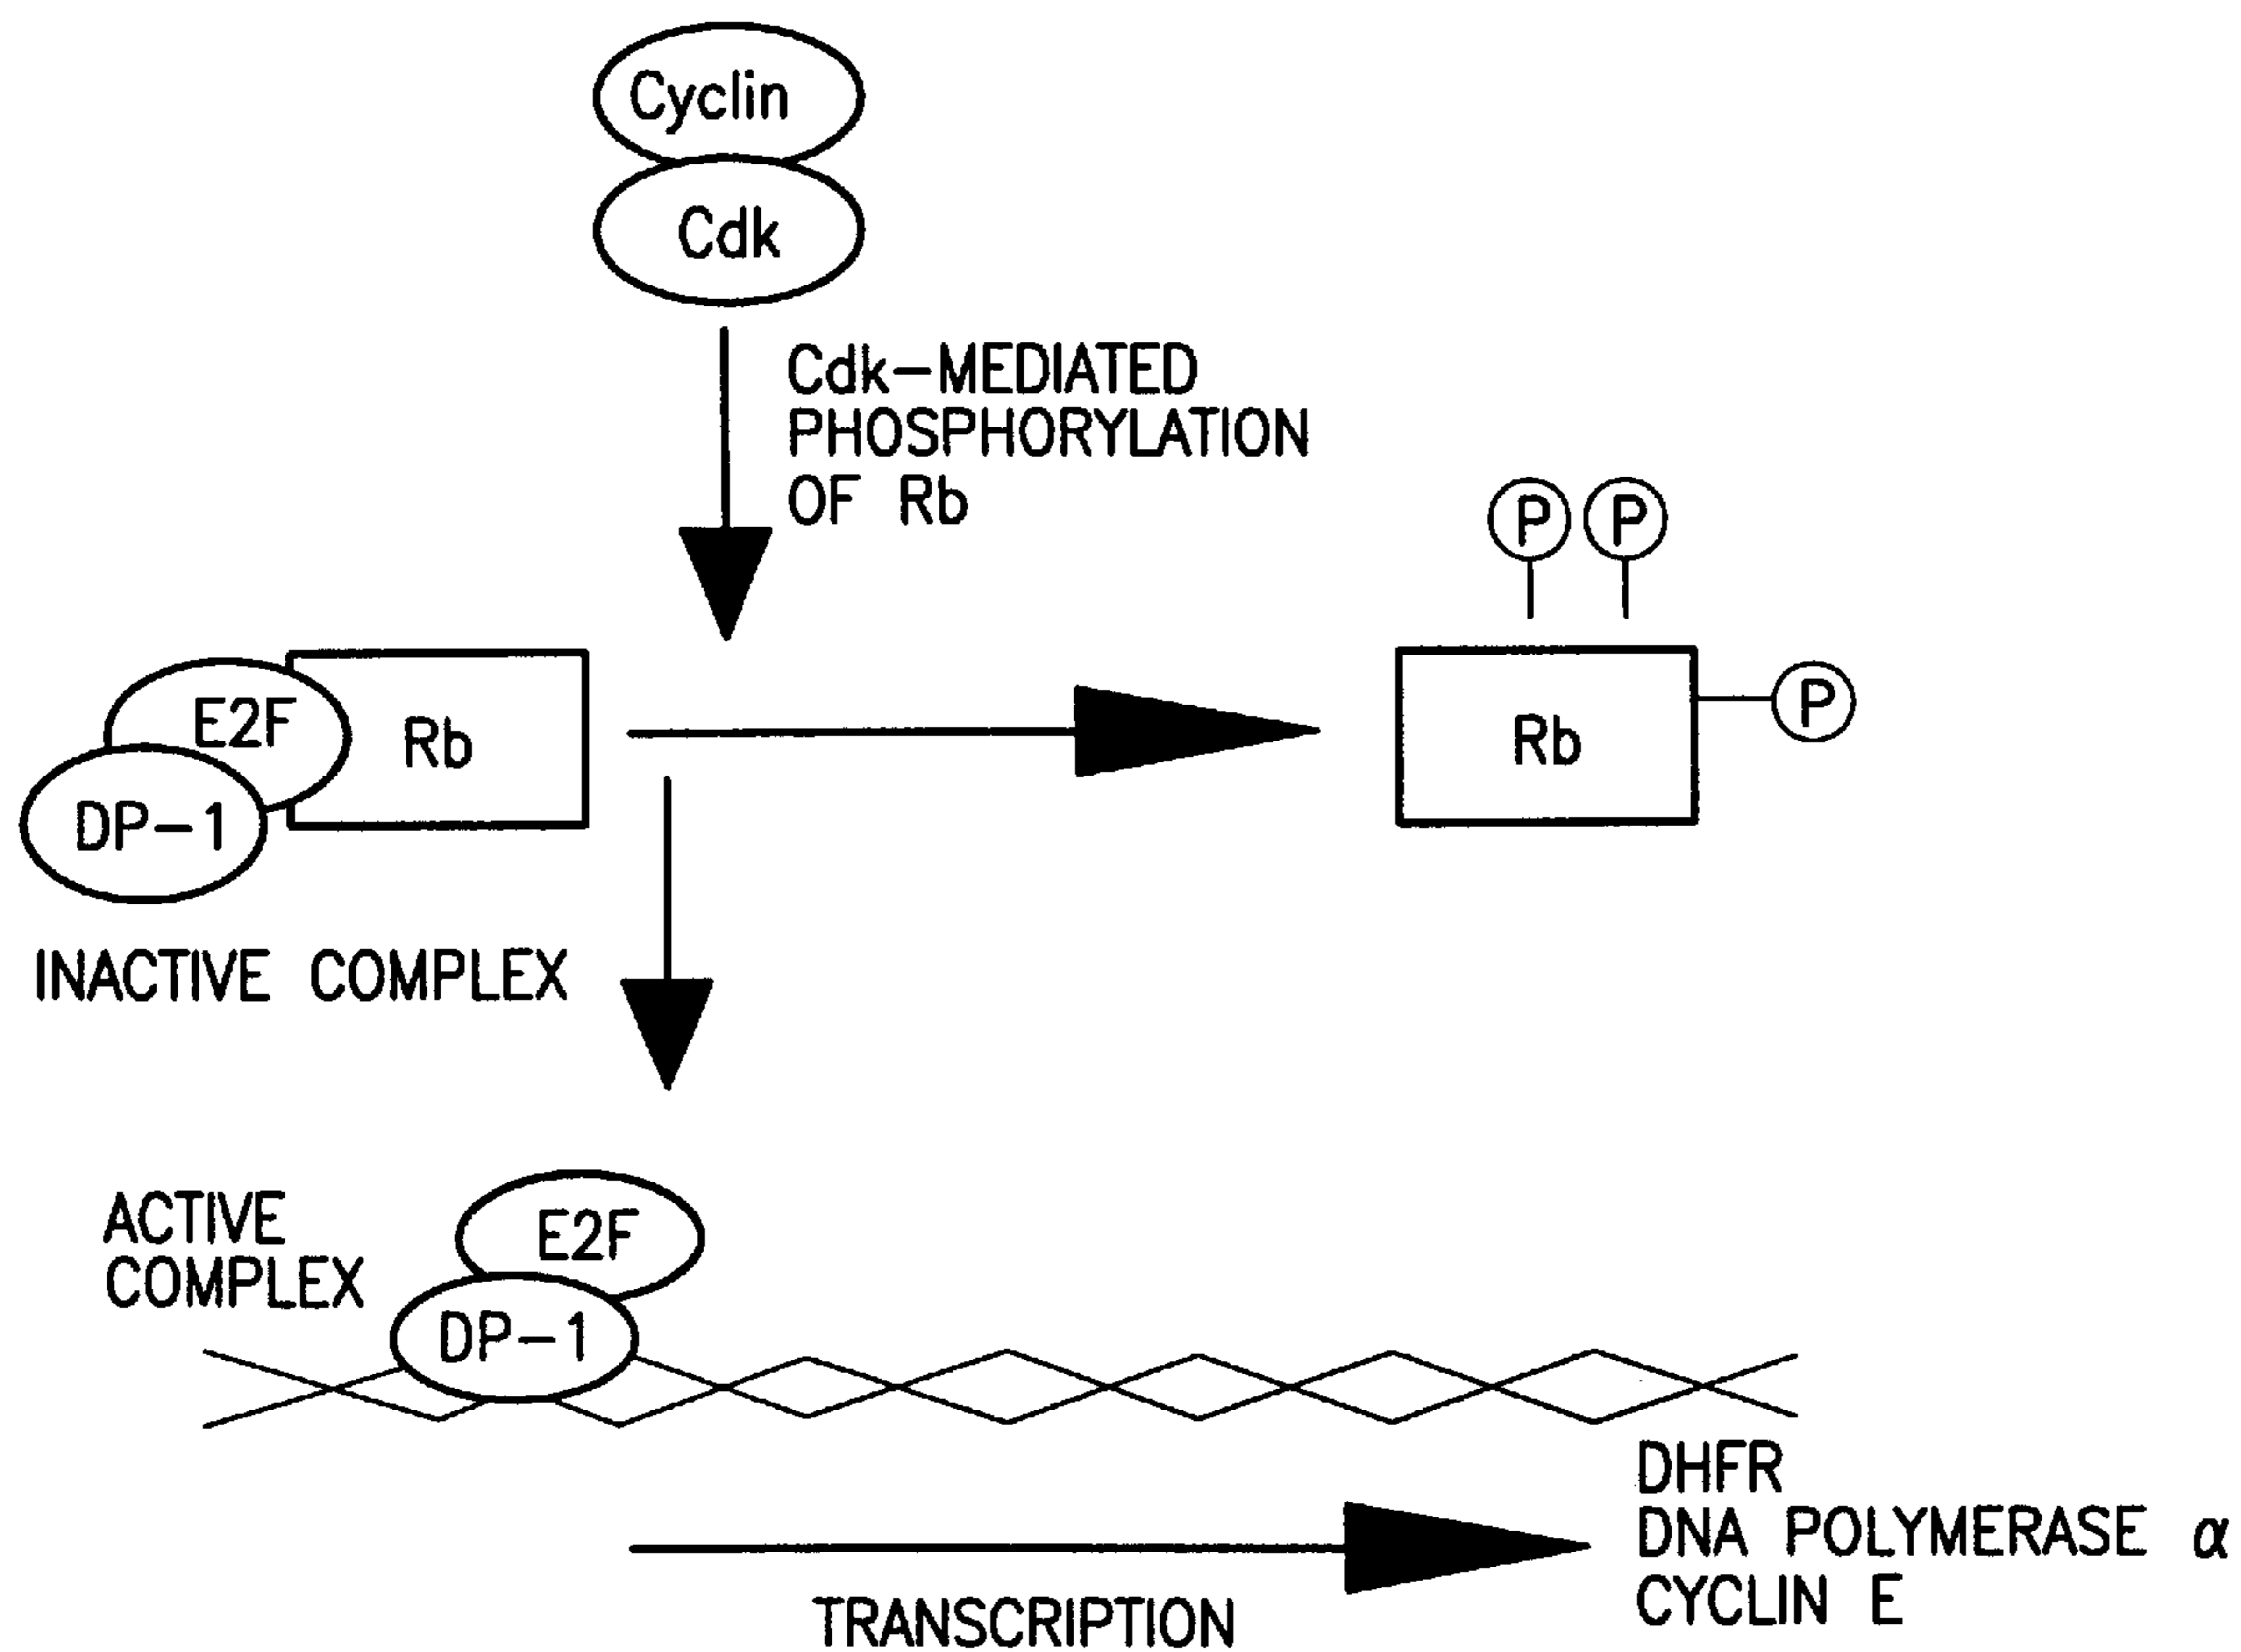 Cyclin
Cdk
Cdk-MEDIATED
PHOSPHORYLATION
OF Rb
P P
E2F
Rb
DP-1
Rb
P
INACTIVE COMPLEX
ACTIVE
COMPLEX
E2F
DP-1
DHFR
DNA POLYMERASE α
CYCLIN E
TRANSCRIPTION